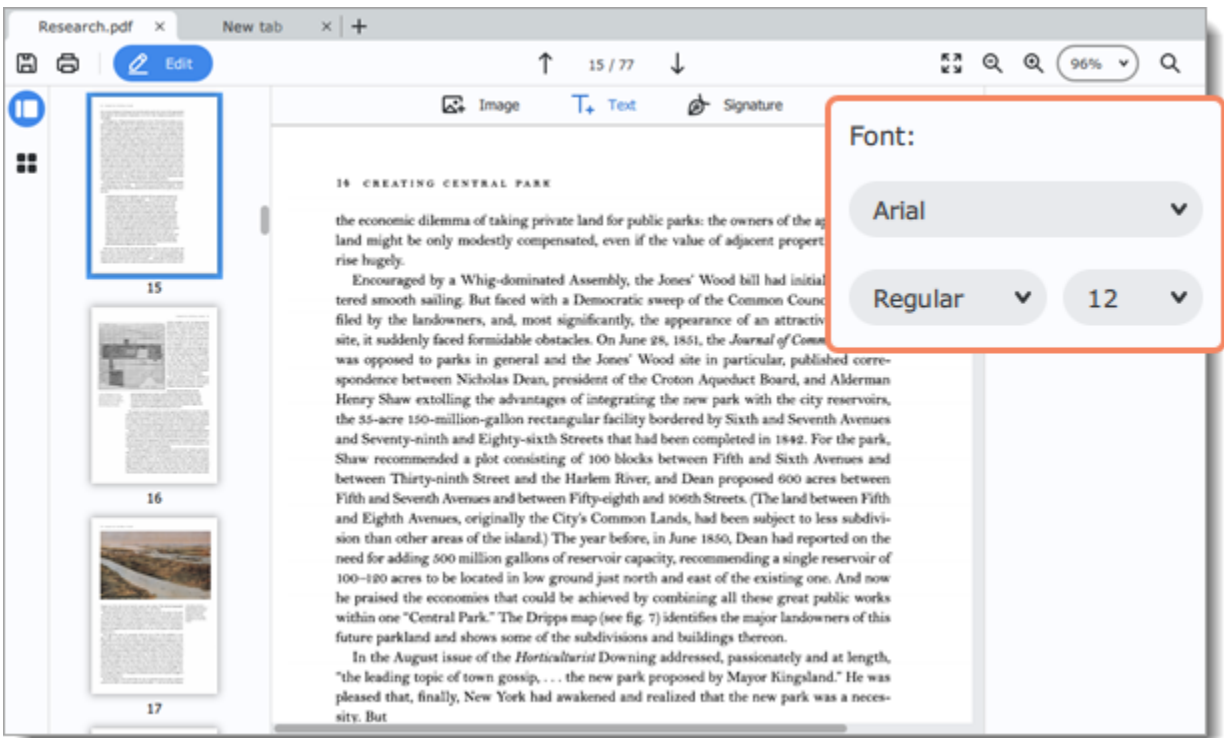 Research.pdf × New tab × +
Edit 15 / 77 96%
Image Text Signature
Font:
Arial
Regular 12
15
16
17
16 CREATING CENTRAL PARK
the economic dilemma of taking private land for public parks: the owners of the
land might be only modestly compensated, even if the value of adjacent
rise hugely.
Encouraged by a Whig-dominated Assembly, the Jones' Wood bill had
tered smooth sailing. But faced with a Democratic sweep of the Common
filed by the landowners, and, most significantly, the appearance of an
site, it suddenly faced formidable obstacles. On June 28, 1851, the Journal of
was opposed to parks in general and the Jones' Wood site in particular, published corre-
spondence between Nicholas Dean, president of the Croton Aqueduct Board, and Alderman
Henry Shaw extolling the advantages of integrating the new park with the city reservoirs,
the 35-acre 150-million-gallon rectangular facility bordered by Sixth and Seventh Avenues
and Seventy-ninth and Eighty-sixth Streets that had been completed in 1842. For the park,
Shaw recommended a plot consisting of 100 blocks between Fifth and Sixth Avenues and
between Thirty-ninth Street and the Harlem River, and Dean proposed 600 acres between
Fifth and Seventh Avenues and between Fifty-eighth and 106th Streets. (The land between Fifth
and Eighth Avenues, originally the City's Common Lands, had been subject to less subdivi-
sion than other areas of the island.) The year before, in June 1850, Dean had reported on the
need for adding 500 million gallons of reservoir capacity, recommending a single reservoir of
100–120 acres to be located in low ground just north and east of the existing one. And now
he praised the economies that could be achieved by combining all these great public works
within one "Central Park." The Dripps map (see fig. 7) identifies the major landowners of this
future parkland and shows some of the subdivisions and buildings thereon.
In the August issue of the Horticulturist Downing addressed, passionately and at length,
"the leading topic of town gossip, . . . the new park proposed by Mayor Kingsland." He was
pleased that, finally, New York had awakened and realized that the new park was a neces-
sity. But